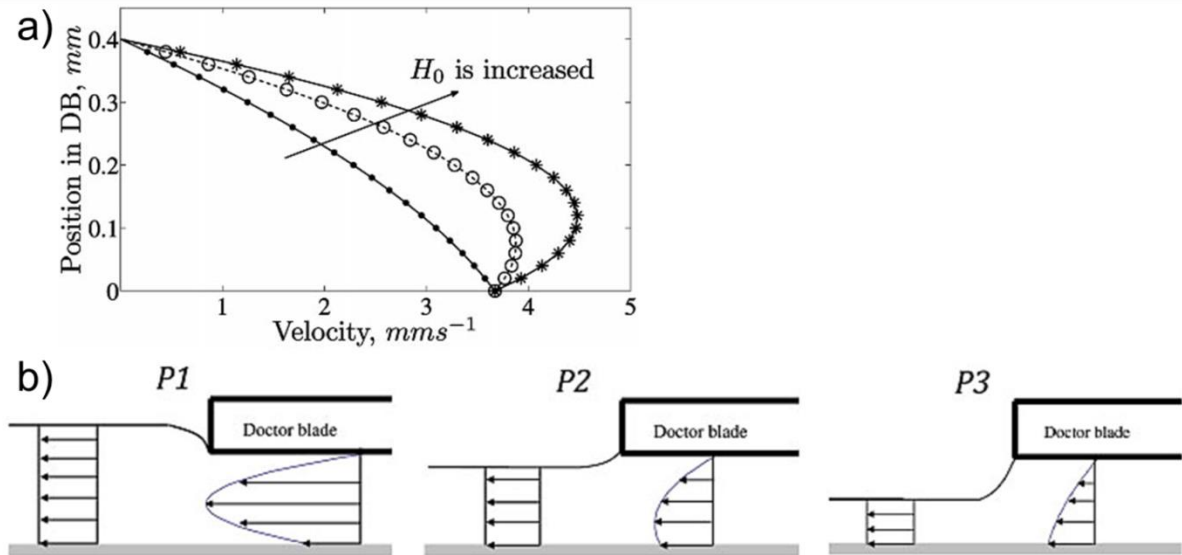 a)
0.4
0.3
0.2
0.1
0
Position in DB, mm
H₀ is increased
1 2 3 4 5
Velocity, mms⁻¹
b)
P1 P2 P3
Doctor blade Doctor blade Doctor blade